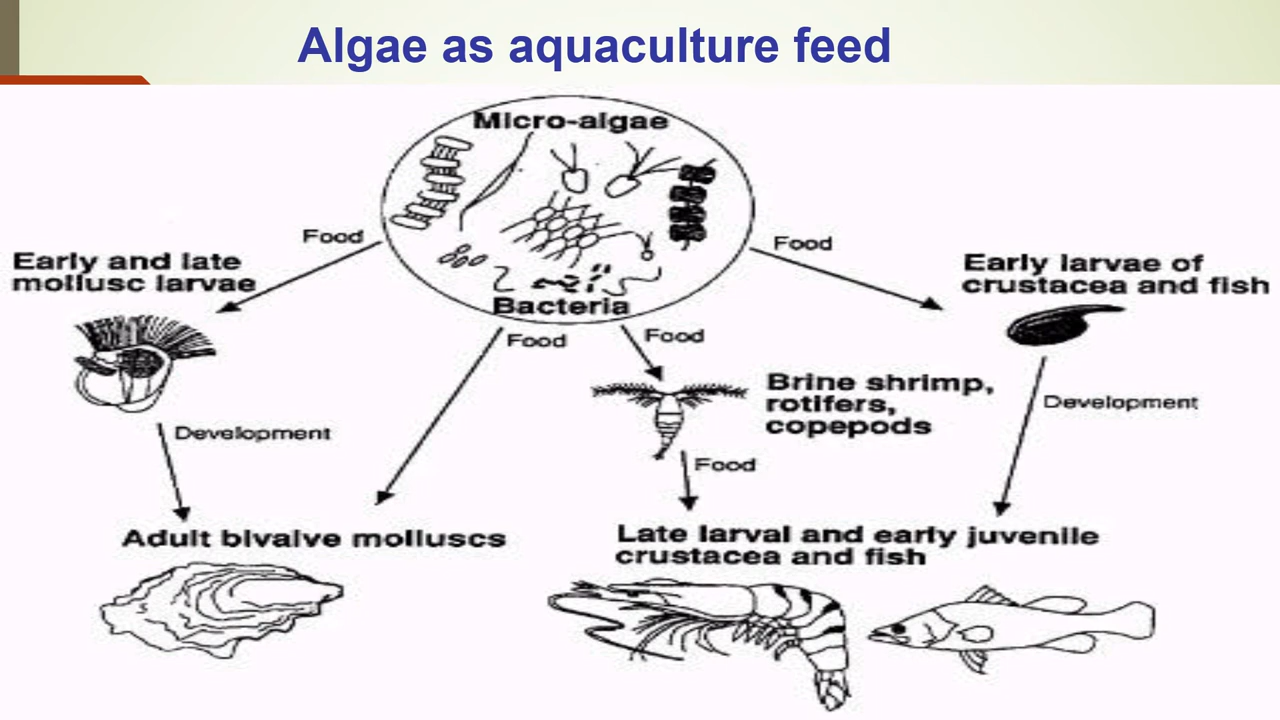 Algae as aquaculture feed
Micro-algae
Bacteria
Food
Food
Early and late
mollusc larvae
Early larvae of
crustacea and fish
Food
Food
Brine shrimp,
rotifers,
copepods
Development
Development
Food
Adult bivalve molluscs
Late larval and early juvenile
crustacea and fish